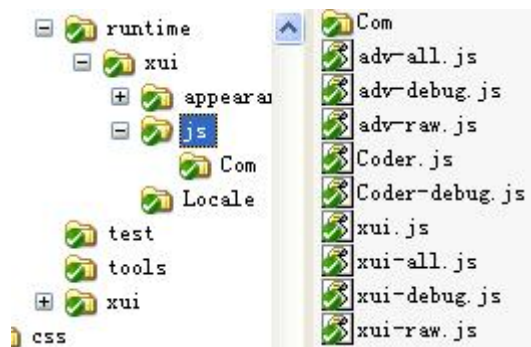 runtime
xui
appearan
js
Com
Locale
test
tools
xui
css
Com
adv-all.js
adv-debug.js
adv-raw.js
Coder.js
Coder-debug.js
xui.js
xui-all.js
xui-debug.js
xui-raw.js